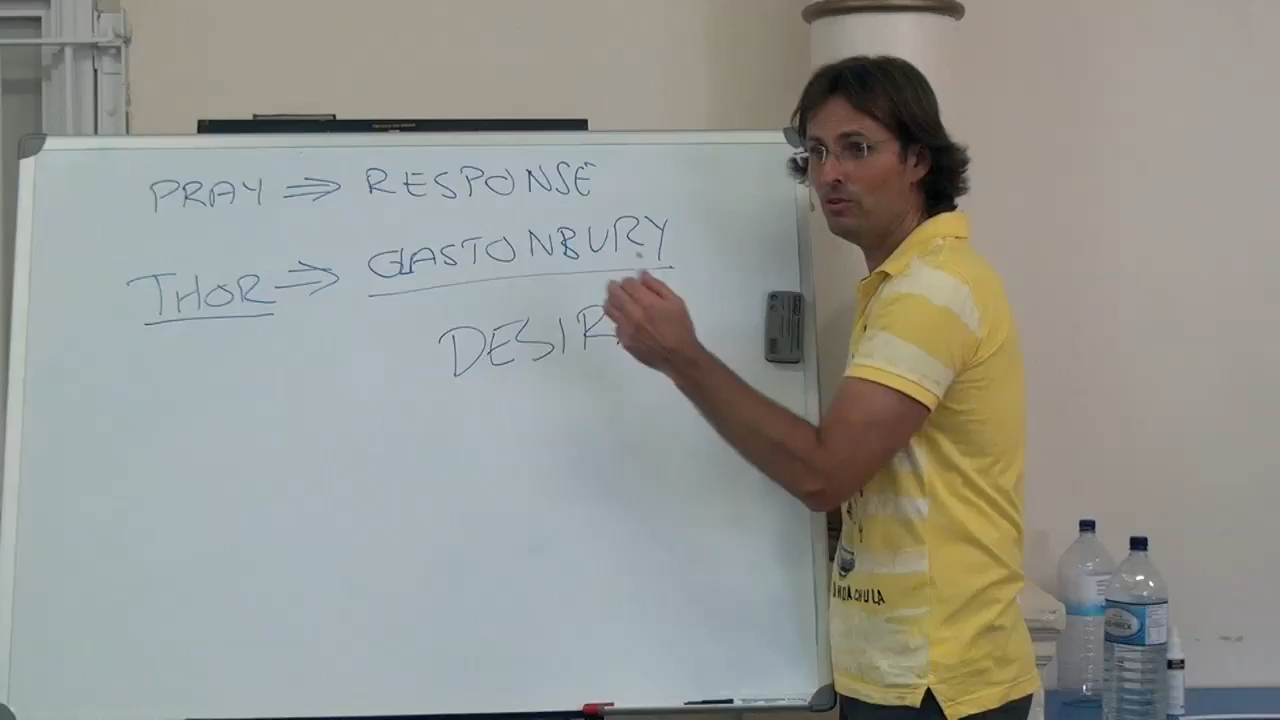 PRAY ⇒ RESPONSE
THOR ⇒ GLASTONBURY
DESIR